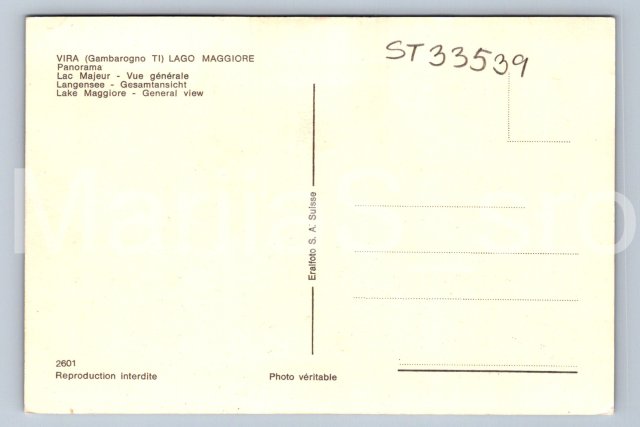 VIRA (Gambarogno TI) LAGO MAGGIORE
Panorama
Lac Majeur - Vue générale
Langensee - Gesamtansicht
Lake Maggiore - General view
ST33539
Eralfoto S. A. Suisse
2601
Reproduction interdite
Photo véritable